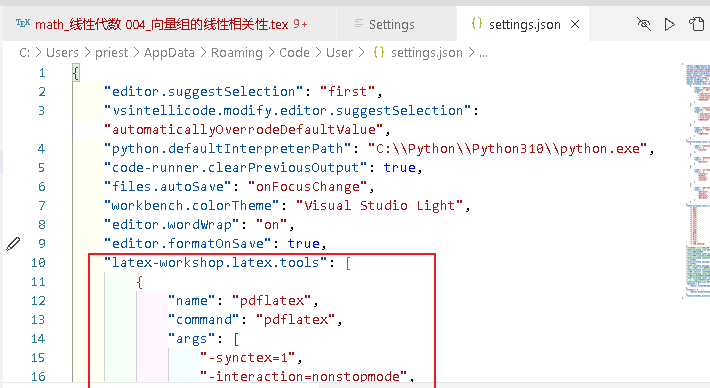 TEX math_线性代数 004_向量组的线性相关性.tex 9+ Settings {} settings.json ×
C: > Users > priest > AppData > Roaming > Code > User > {} settings.json > ...
1 {
2 "editor.suggestSelection": "first",
3 "vsintellicode.modify.editor.suggestSelection":
"automaticallyOverrodeDefaultValue",
4 "python.defaultInterpreterPath": "C:\\Python\\Python310\\python.exe",
5 "code-runner.clearPreviousOutput": true,
6 "files.autoSave": "onFocusChange",
7 "workbench.colorTheme": "Visual Studio Light",
8 "editor.wordWrap": "on",
9 "editor.formatOnSave": true,
10 "latex-workshop.latex.tools": [
11 {
12 "name": "pdflatex",
13 "command": "pdflatex",
14 "args": [
15 "-synctex=1",
16 "-interaction=nonstopmode",